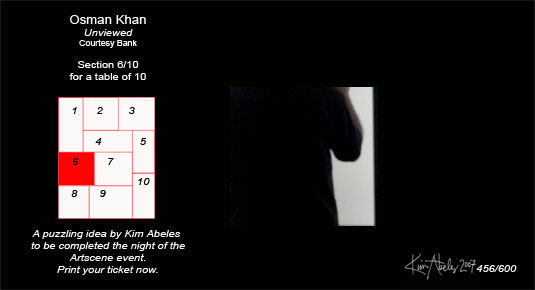 Osman Khan
Unviewed
Courtesy Bank
Section 6/10
for a table of 10
1 2 3
4 5
6 7
10
8 9
A puzzling idea by Kim Abeles
to be completed the night of the
Artscene event.
Print your ticket now.
Kim Abeles 2007 456/600